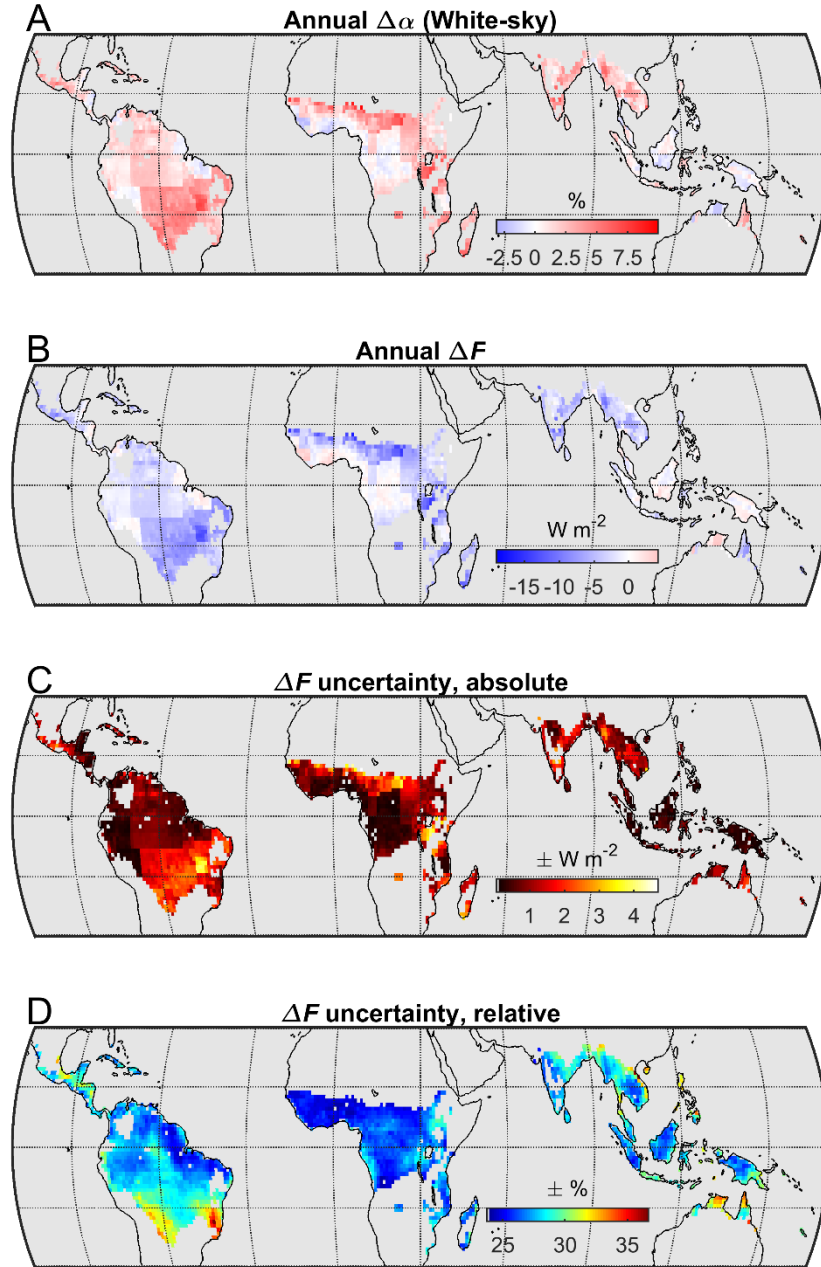 A
Annual Δα (White-sky)
%
-2.5 0 2.5 5 7.5
B
Annual ΔF
W m⁻²
-15 -10 -5 0
C
ΔF uncertainty, absolute
± W m⁻²
1 2 3 4
D
ΔF uncertainty, relative
± %
25 30 35